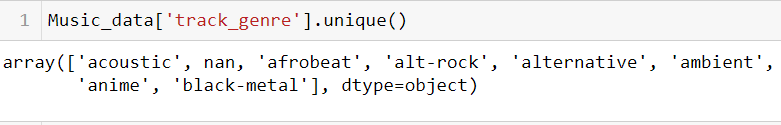 1 Music_data['track_genre'].unique()
array(['acoustic', nan, 'afrobeat', 'alt-rock', 'alternative', 'ambient',
'anime', 'black-metal'], dtype=object)